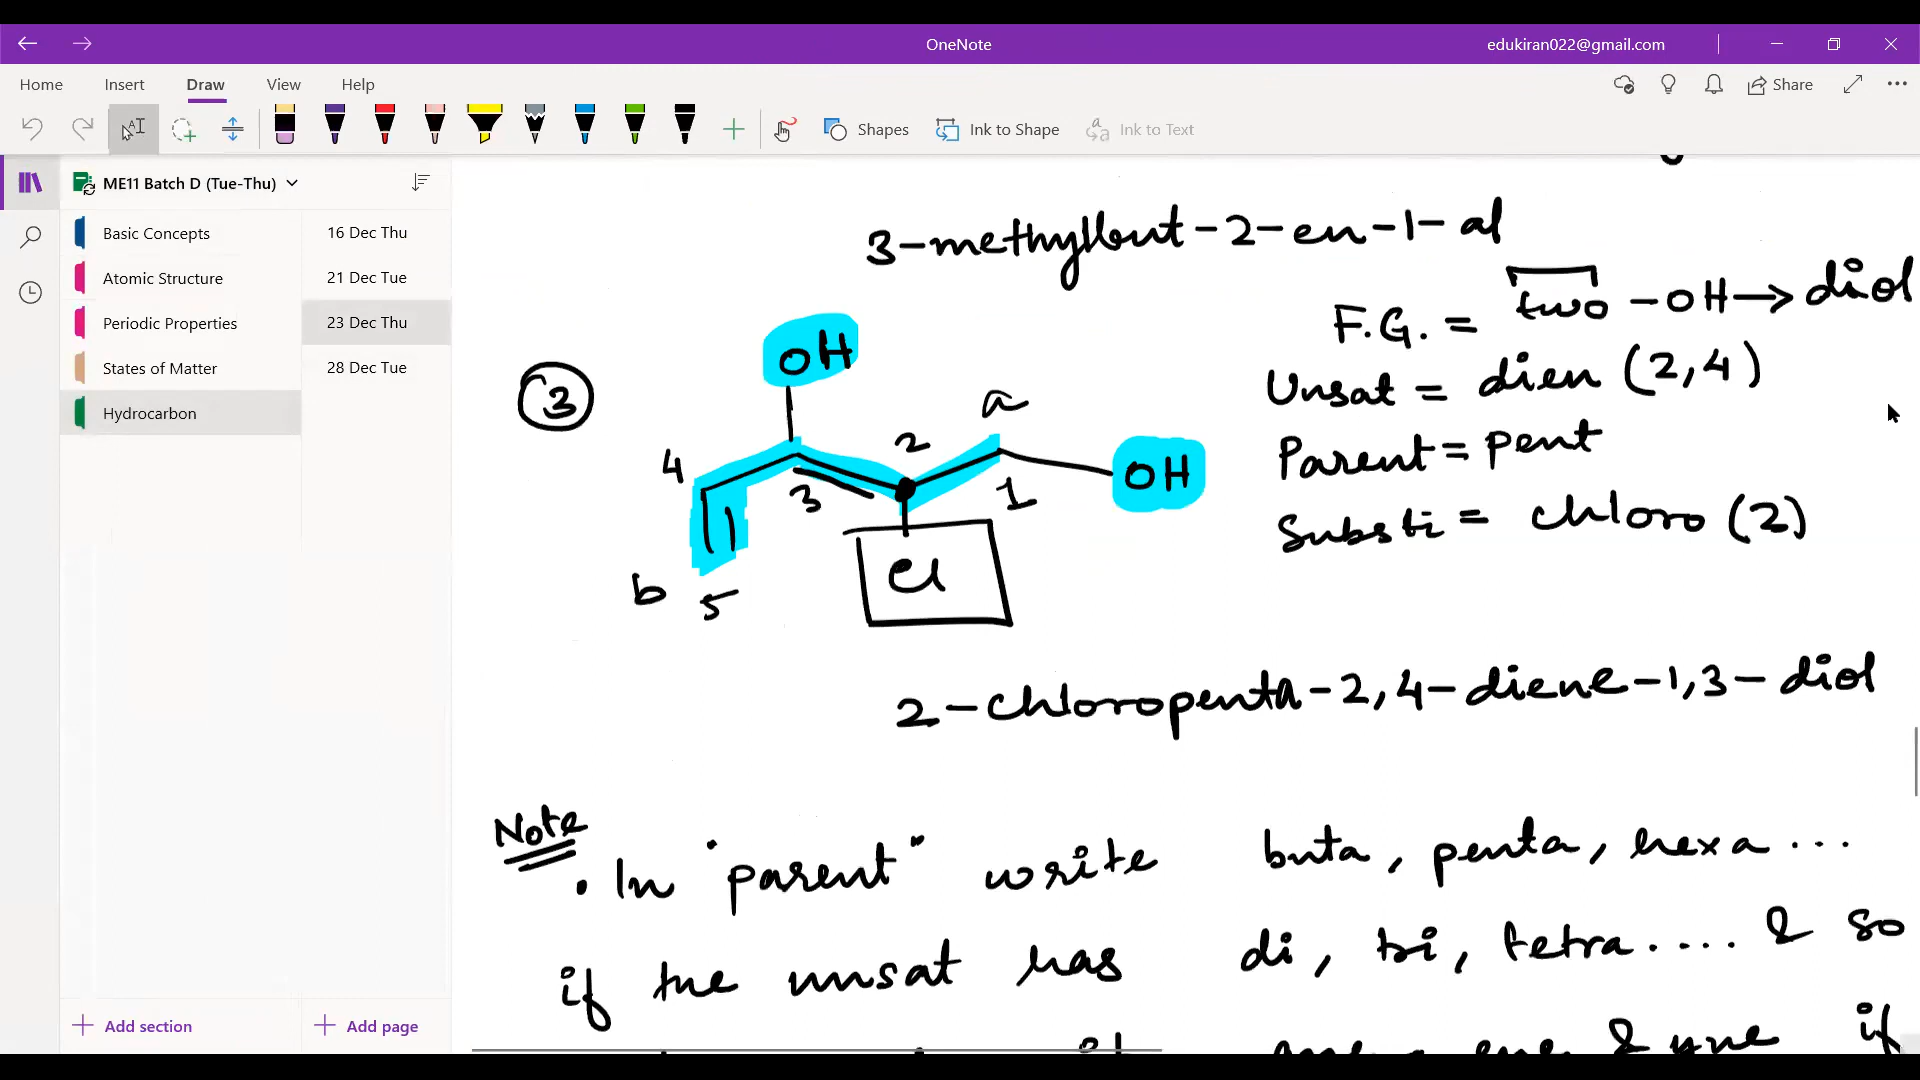 OneNote
edukiran022@gmail.com
Home Insert Draw View Help
Share
Shapes
Ink to Shape
Ink to Text
ME11 Batch D (Tue-Thu)
Basic Concepts
Atomic Structure
Periodic Properties
States of Matter
Hydrocarbon
16 Dec Thu
21 Dec Tue
23 Dec Thu
28 Dec Tue
Add section
Add page
3-methylbut-2-en-1-al
3
OH
4 3 2 a 1
OH
b 5
Cl
F.G. = two -OH → diol
Unsat = dien (2,4)
Parent = pent
Substi = chloro (2)
2-chloropenta-2,4-diene-1,3-diol
Note
. In "parent" write buta, penta, hexa ...
if the unsat has di, tri, tetra.... & so
& yne if